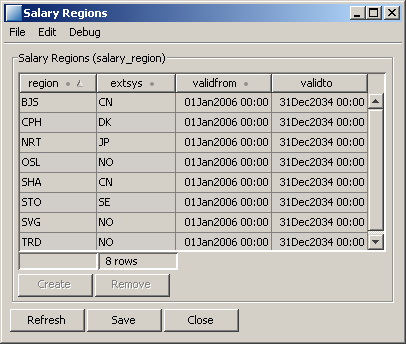 Salary Regions
File Edit Debug
Salary Regions (salary_region)
region extsys validfrom validto
BJS CN 01Jan2006 00:00 31Dec2034 00:00
CPH DK 01Jan2006 00:00 31Dec2034 00:00
NRT JP 01Jan2006 00:00 31Dec2034 00:00
OSL NO 01Jan2006 00:00 31Dec2034 00:00
SHA CN 01Jan2006 00:00 31Dec2034 00:00
STO SE 01Jan2006 00:00 31Dec2034 00:00
SVG NO 01Jan2006 00:00 31Dec2034 00:00
TRD NO 01Jan2006 00:00 31Dec2034 00:00
8 rows
Create Remove
Refresh Save Close